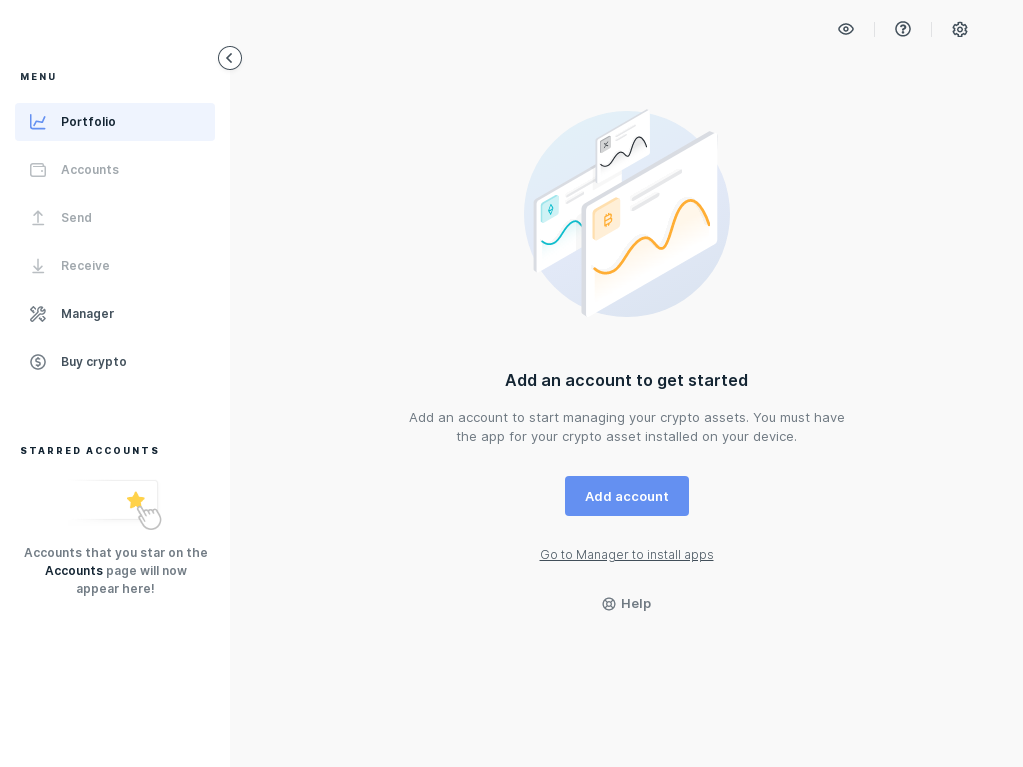 MENU
Portfolio
Accounts
Send
Receive
Manager
Buy crypto
STARRED ACCOUNTS
Accounts that you star on the
Accounts page will now
appear here!
Add an account to get started
Add an account to start managing your crypto assets. You must have
the app for your crypto asset installed on your device.
Add account
Go to Manager to install apps
Help